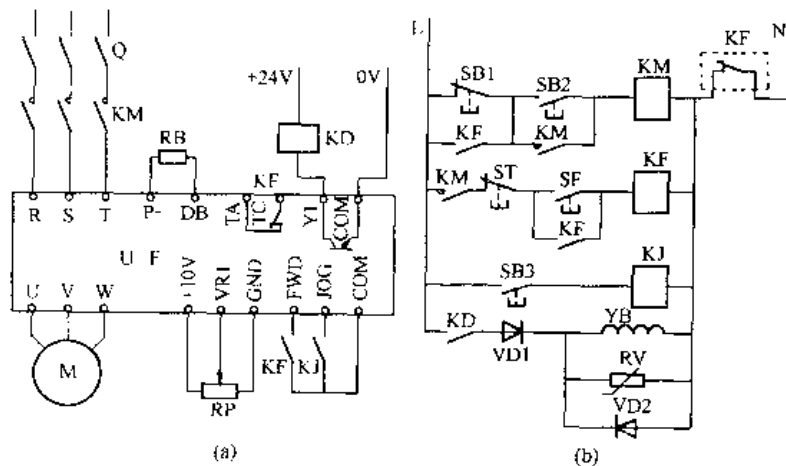 Q
KM
+24V
0V
KD
RB
KF
R
S
T
P-
DB
TA
TC
Y1
COM
U F
U
V
W
+10V
VR1
GND
FWD
JOG
COM
M
KF
KJ
RP
(a)
L
N
KF
SB1
SB2
KM
KF
KM
KM
ST
SF
KF
KF
SB3
KJ
KD
VD1
YB
RV
VD2
(b)